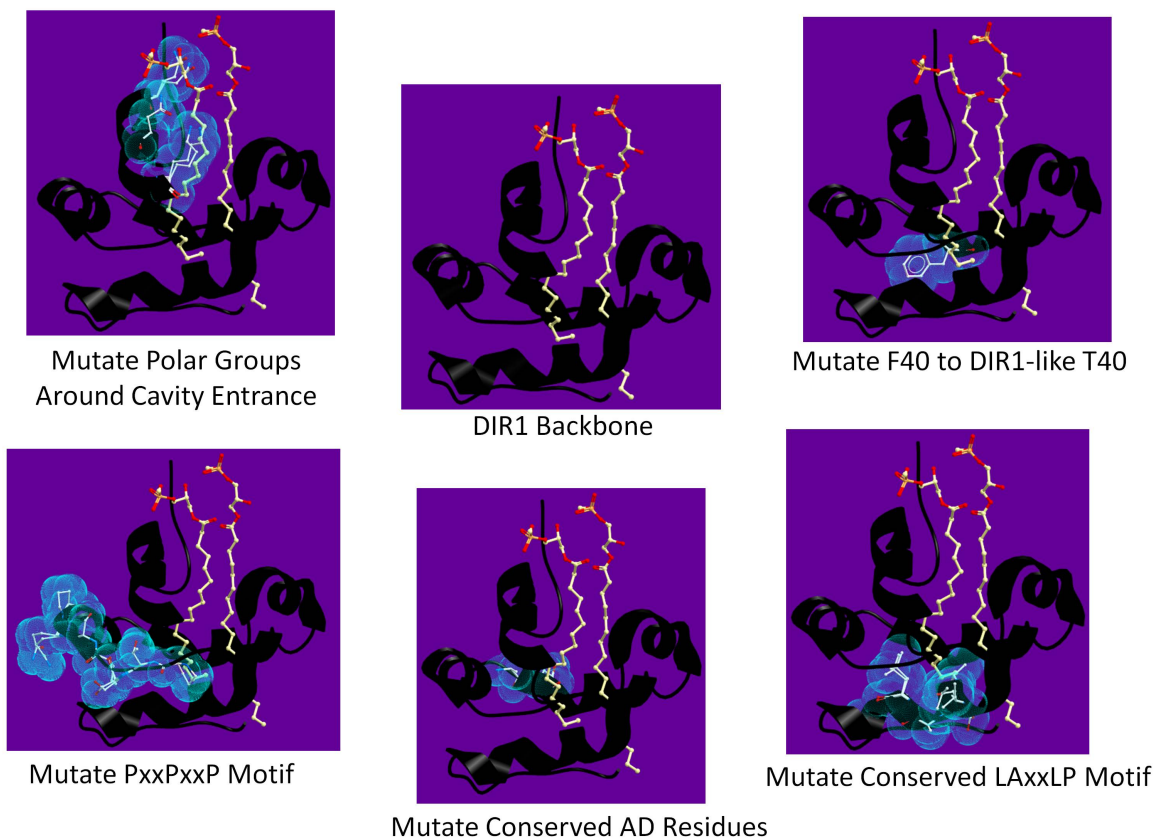 Mutate Polar Groups
Around Cavity Entrance
DIR1 Backbone
Mutate F40 to DIR1-like T40
Mutate PxxPxxP Motif
Mutate Conserved AD Residues
Mutate Conserved LAxxLP Motif